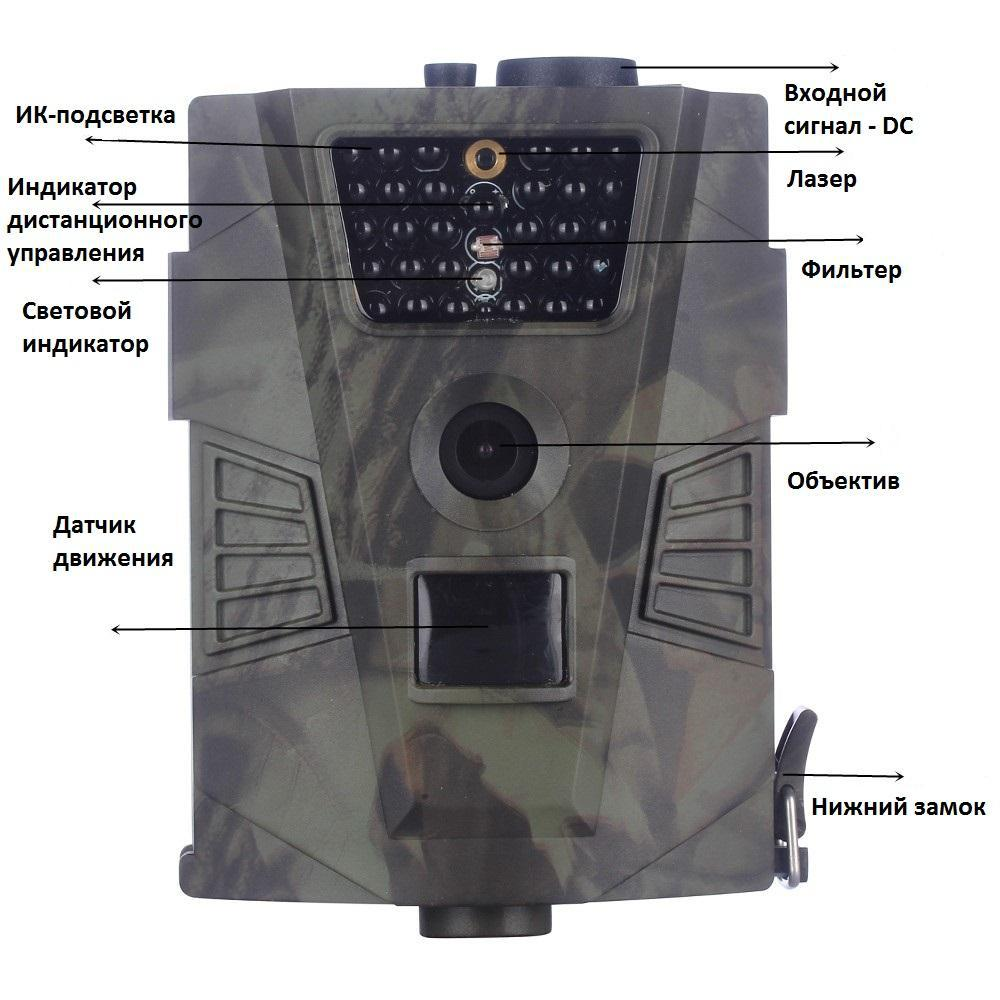 ИК-подсветка
Индикатор
дистанционного
управления
Световой
индикатор
Датчик
движения
Входной
сигнал - DC
Лазер
Фильтер
Объектив
Нижний замок